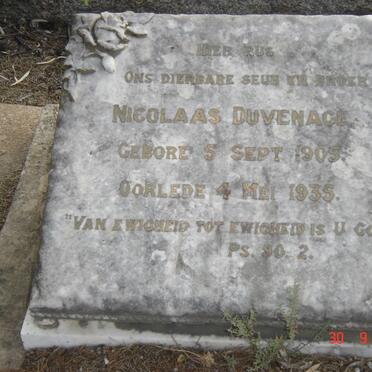 HIER RUS
ONS DIERBARE SEUN EN BROER
NICOLAAS DUVENAGE
GEBORE 5 SEPT 1905
OORLEDE 4 MEI 1935.
"VAN EWIGHEID TOT EWIGHEID IS U GO
PS. 90. 2.
30 9